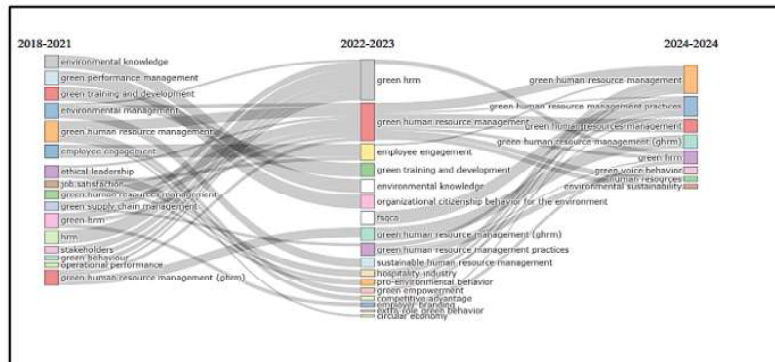 2018-2021
environmental knowledge
green performance management
green training and development
environmental management
green human resource management
employee engagement
ethical leadership
job satisfaction
green human resources management
green supply chain management
green hrm
hrm
stakeholders
green behaviour
operational performance
green human resource management (ghrm)
2022-2023
green hrm
green human resource management
employee engagement
green training and development
environmental knowledge
organizational citizenship behavior for the environment
fsqca
green human resource management (ghrm)
green human resource management practices
sustainable human resource management
hospitality industry
pro-environmental behavior
green empowerment
competitive advantage
employer branding
extra-role green behavior
circular economy
2024-2024
green human resource management
green human resource management practices
green human resources management
green human resource management (ghrm)
green hrm
green voice behavior
human resources
environmental sustainability